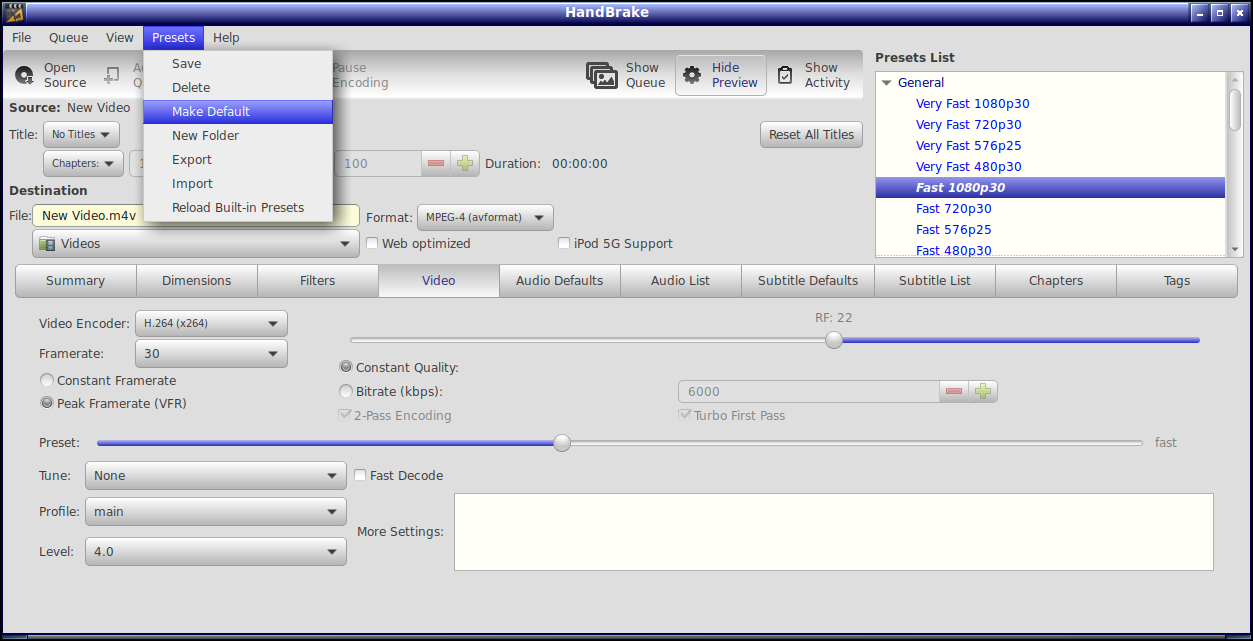 HandBrake
File Queue View Presets Help
Save
Delete
Make Default
New Folder
Export
Import
Reload Built-in Presets
Open Source
Pause Encoding
Show Queue
Hide Preview
Show Activity
Presets List
General
Very Fast 1080p30
Very Fast 720p30
Very Fast 576p25
Very Fast 480p30
Fast 1080p30
Fast 720p30
Fast 576p25
Fast 480p30
Source: New Video
Title: No Titles
Reset All Titles
Chapters: 100 Duration: 00:00:00
Destination
File: New Video.m4v Format: MPEG-4 (avformat)
Videos Web optimized iPod 5G Support
Summary Dimensions Filters Video Audio Defaults Audio List Subtitle Defaults Subtitle List Chapters Tags
Video Encoder: H.264 (x264) RF: 22
Framerate: 30
Constant Quality:
Constant Framerate
Bitrate (kbps): 6000
Peak Framerate (VFR)
2-Pass Encoding Turbo First Pass
Preset: fast
Tune: None Fast Decode
Profile: main
More Settings:
Level: 4.0